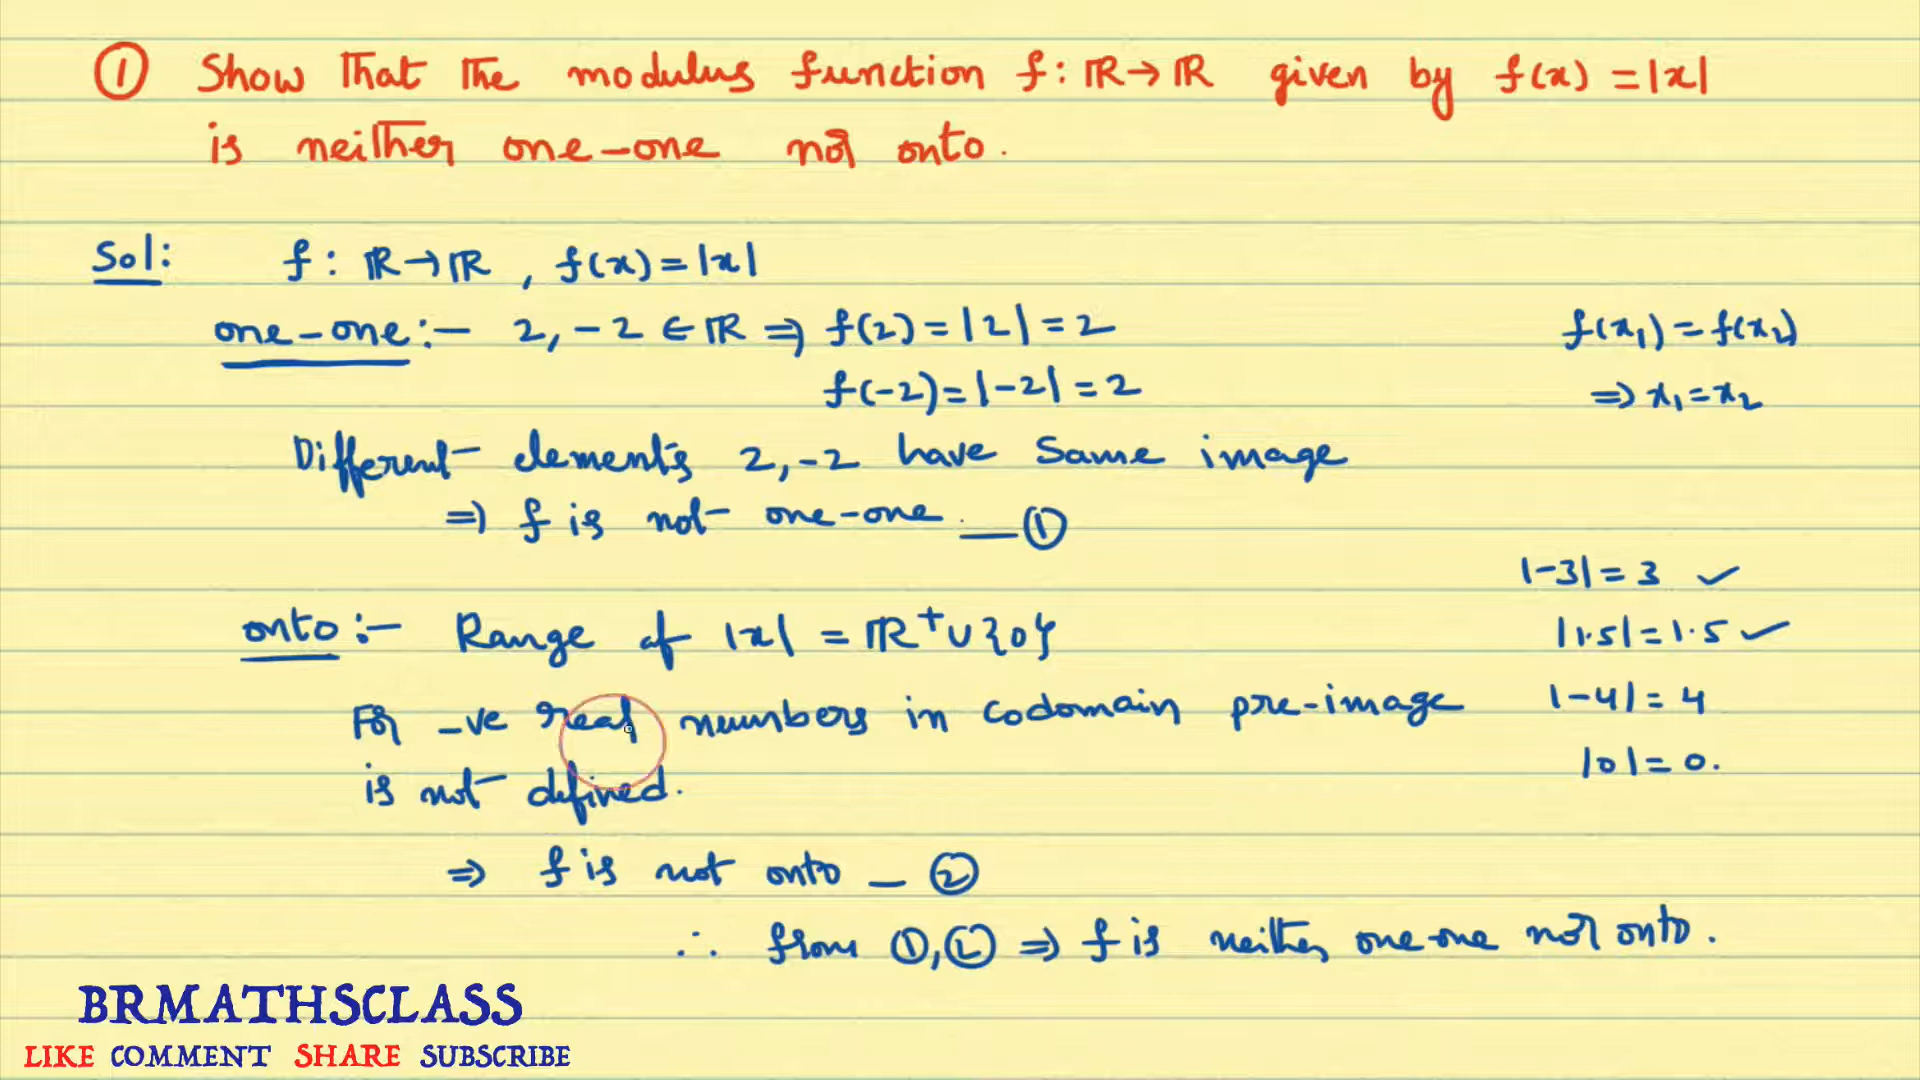 ① Show that the modulus function f: ℝ→ℝ given by f(x) = |x|
is neither one-one nor onto.
Sol: f: ℝ→ℝ, f(x) = |x|
one-one:- 2, -2 ∈ ℝ ⇒ f(2) = |2| = 2
f(-2) = |-2| = 2
f(x₁) = f(x₂)
⇒ x₁ = x₂
Different elements 2, -2 have same image
⇒ f is not one-one. — ①
onto:- Range of |x| = ℝ⁺∪{0}
For -ve real numbers in codomain pre-image
is not defined.
|-3| = 3 ✓
|1.5| = 1.5 ✓
|-4| = 4
|0| = 0.
⇒ f is not onto — ②
∴ from ①, ② ⇒ f is neither one-one nor onto.
BRMATHSCLASS
LIKE COMMENT SHARE SUBSCRIBE